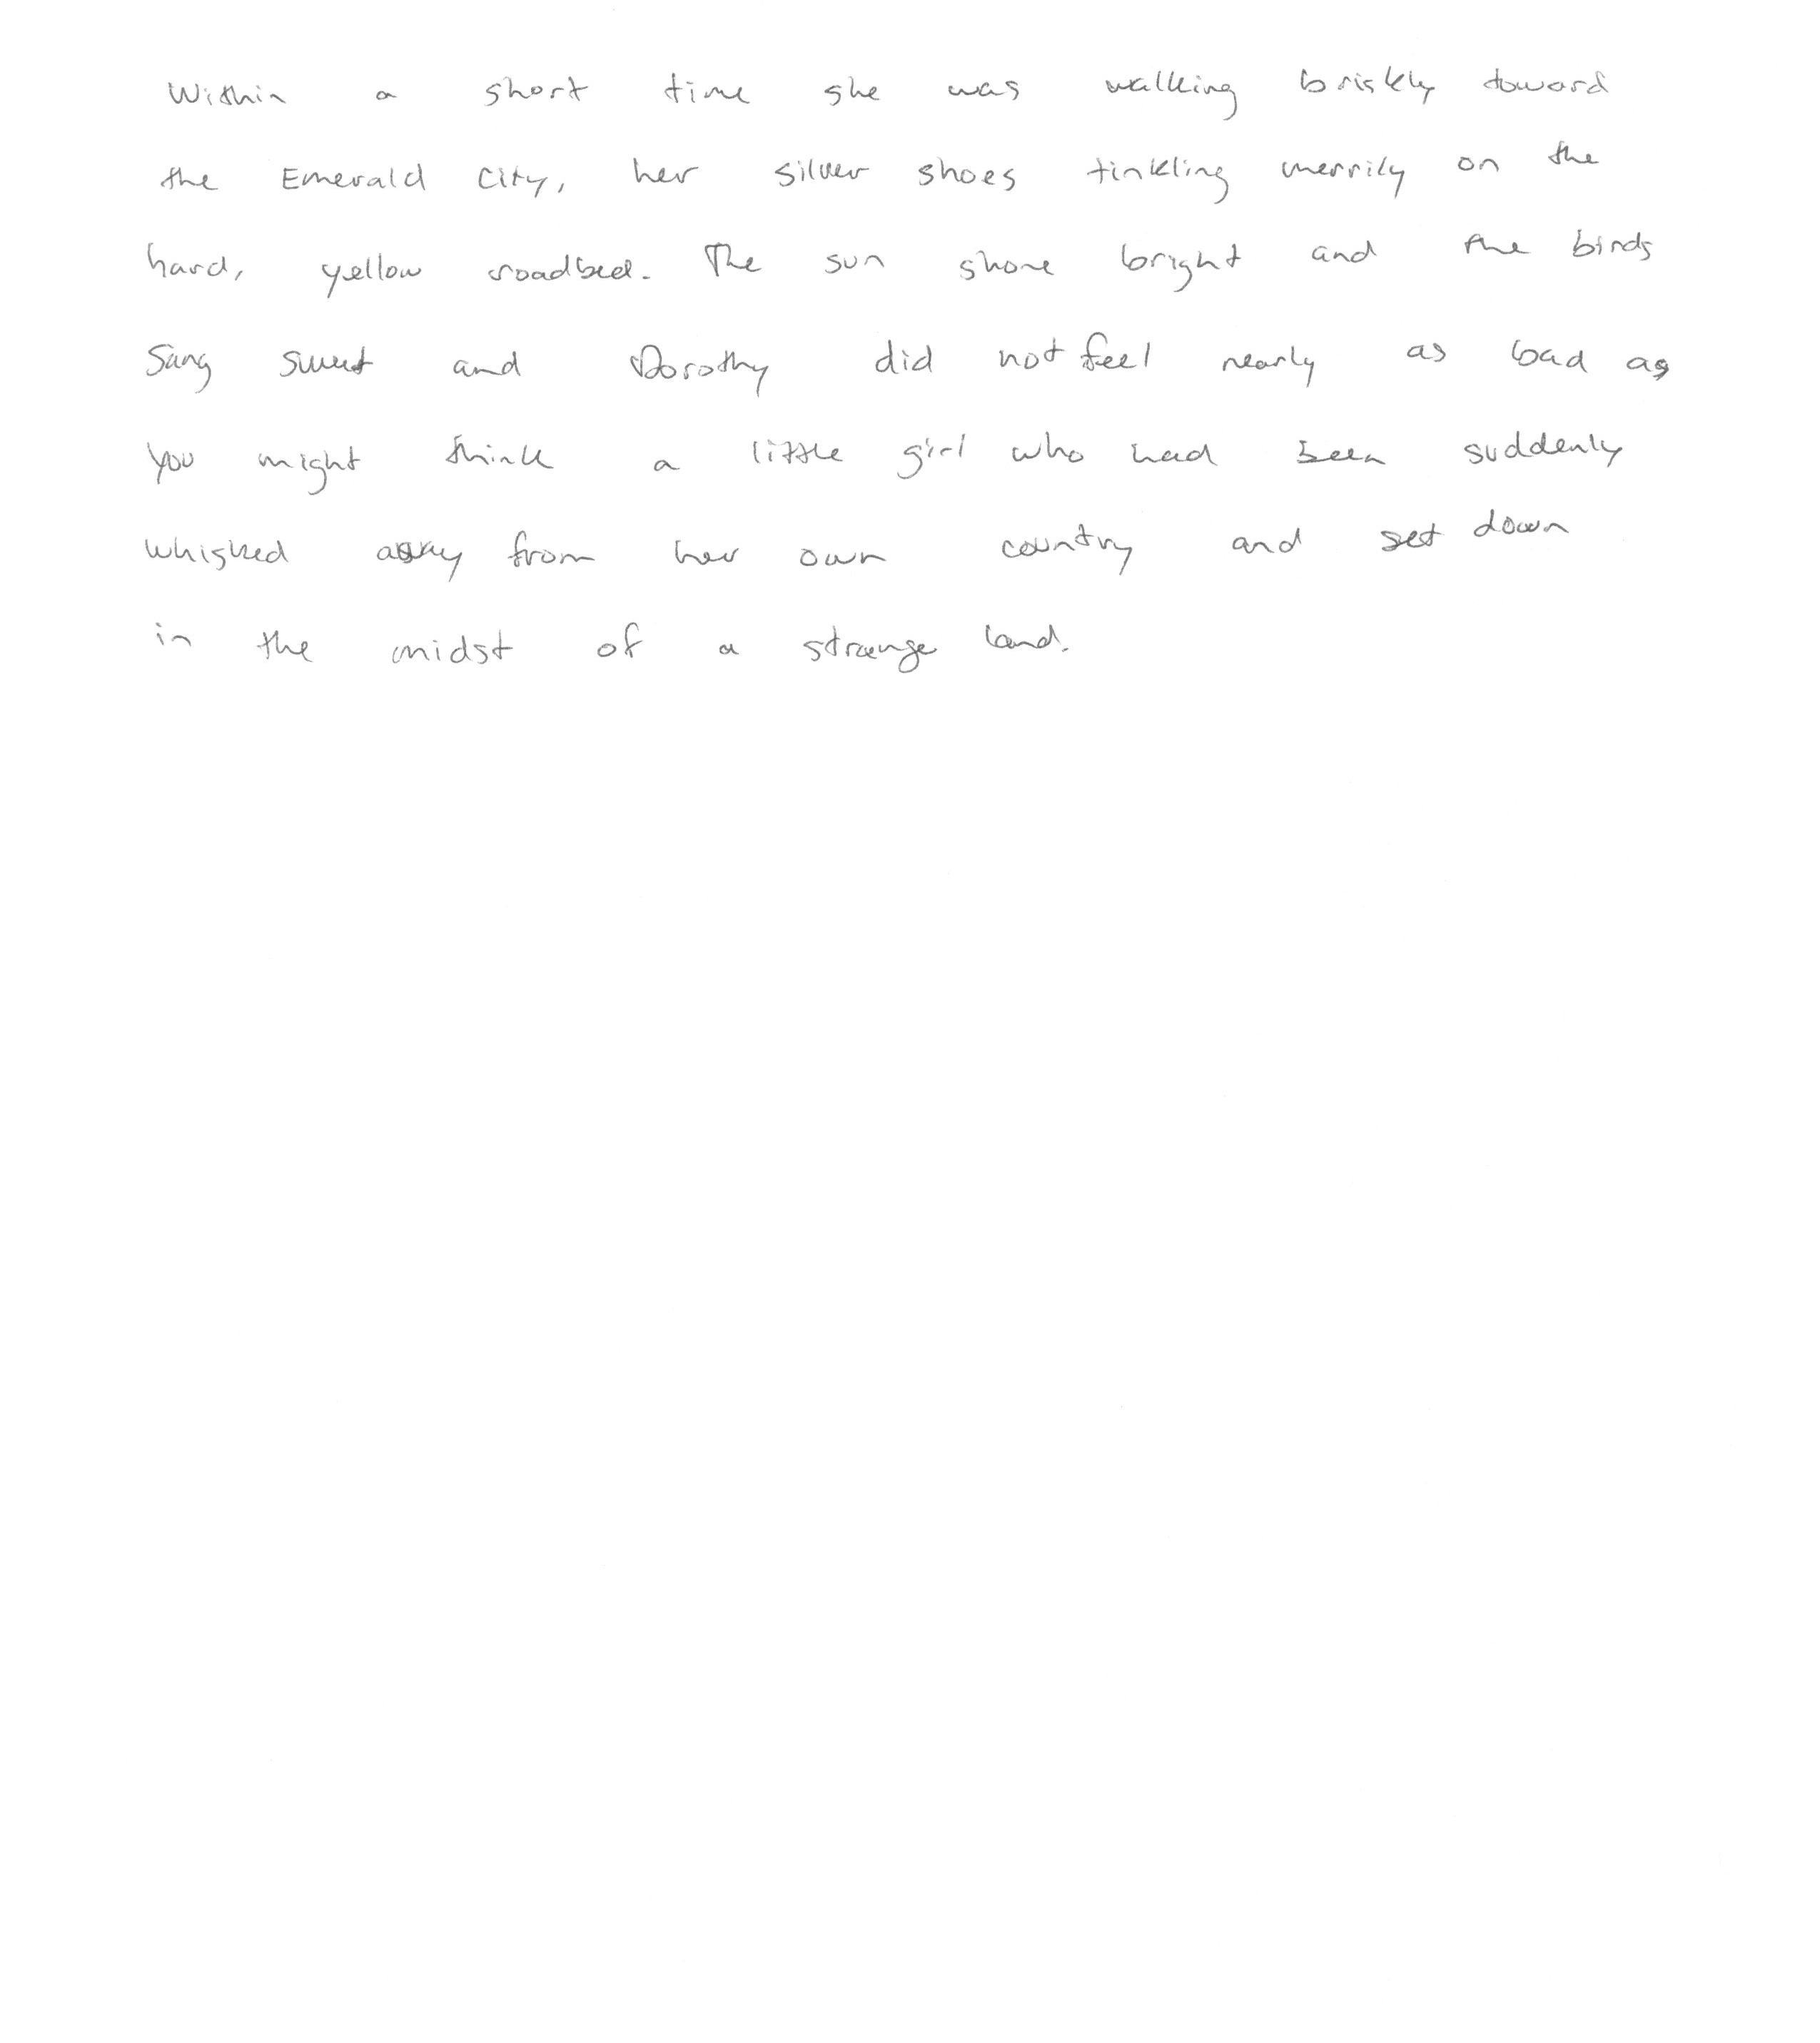 Within a short time she was walking briskly toward
the Emerald City, her silver shoes tinkling merrily on the
hard, yellow roadbed. The sun shone bright and the birds
sang sweet and Dorothy did not feel nearly as bad as
you might think a little girl who had been suddenly
whisked away from her own country and set down
in the midst of a strange land.